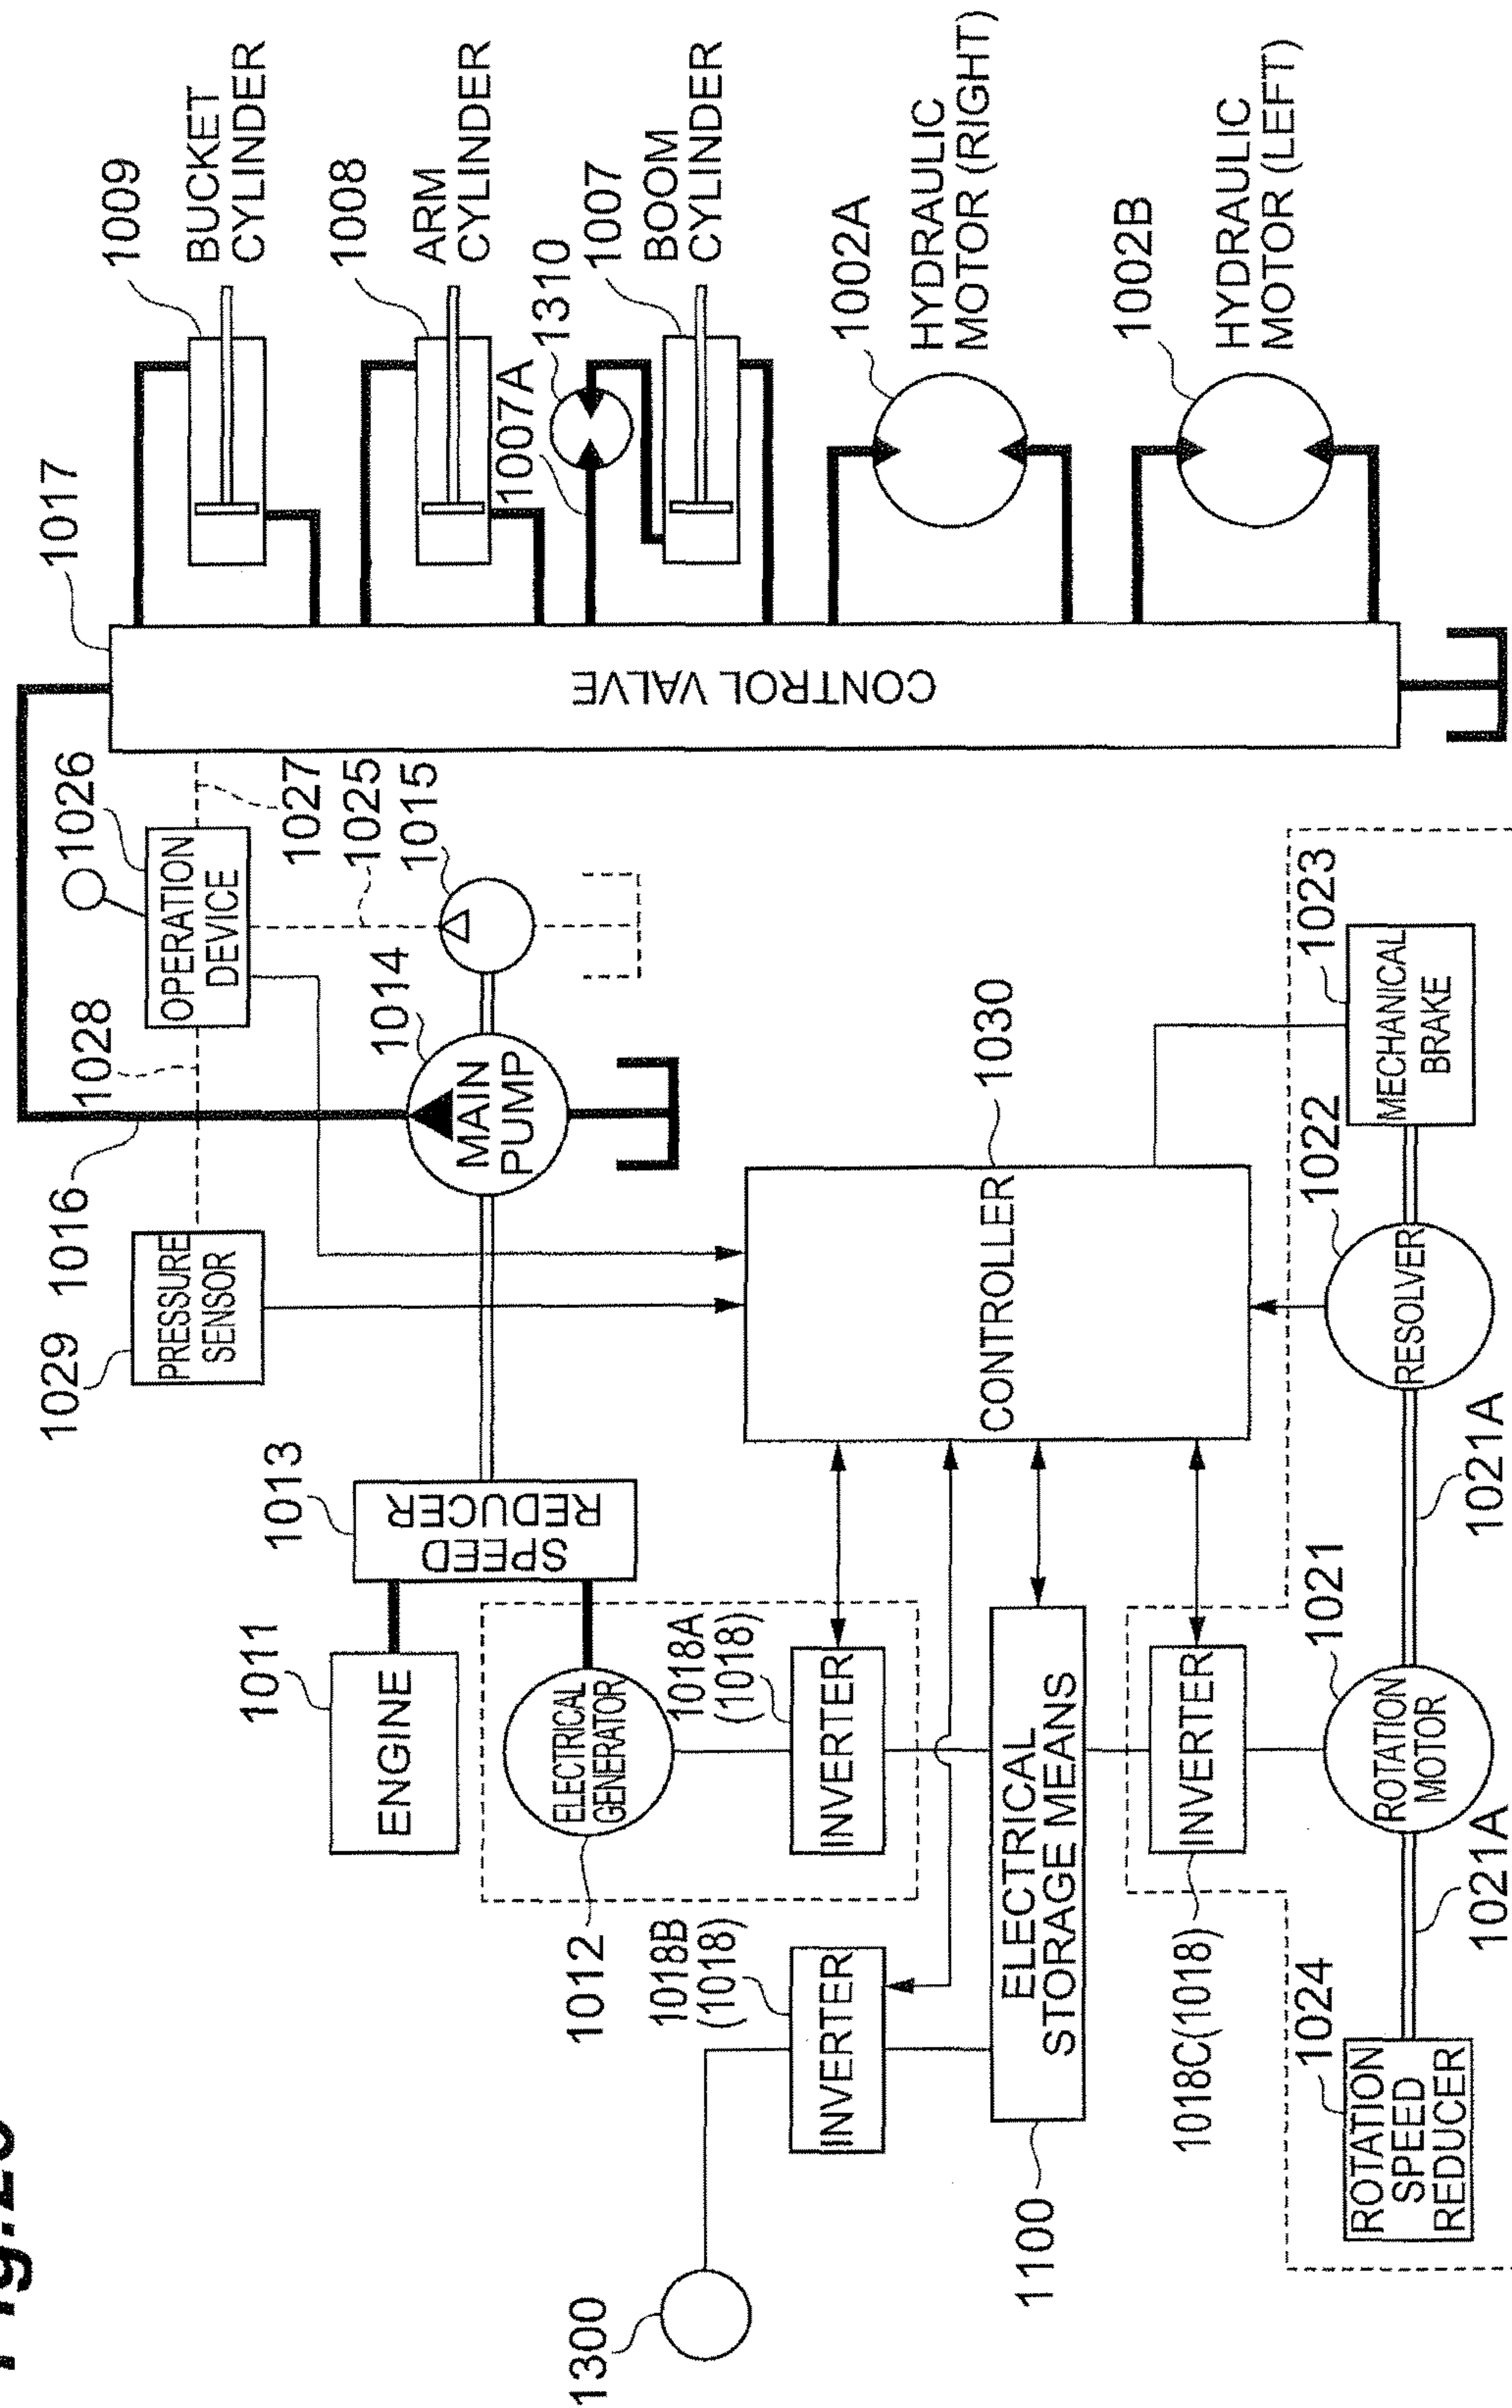 1029
PRESSURE
SENSOR
1016
1028
1026
OPERATION
DEVICE
1027
1025
1015
1017
CONTROL VALVE
1009
BUCKET
CYLINDER
1008
ARM
CYLINDER
1007A
1310
1007
BOOM
CYLINDER
1002A
HYDRAULIC
MOTOR (RIGHT)
1002B
HYDRAULIC
MOTOR (LEFT)
1011
ENGINE
1013
SPEED
REDUCER
1014
MAIN
PUMP
1012
ELECTRICAL
GENERATOR
1018A
(1018)
INVERTER
1018B
(1018)
INVERTER
1300
1100
ELECTRICAL
STORAGE MEANS
1030
CONTROLLER
1018C(1018)
INVERTER
1024
ROTATION
SPEED
REDUCER
1021A
1021
ROTATION
MOTOR
1021A
1022
RESOLVER
1023
MECHANICAL
BRAKE